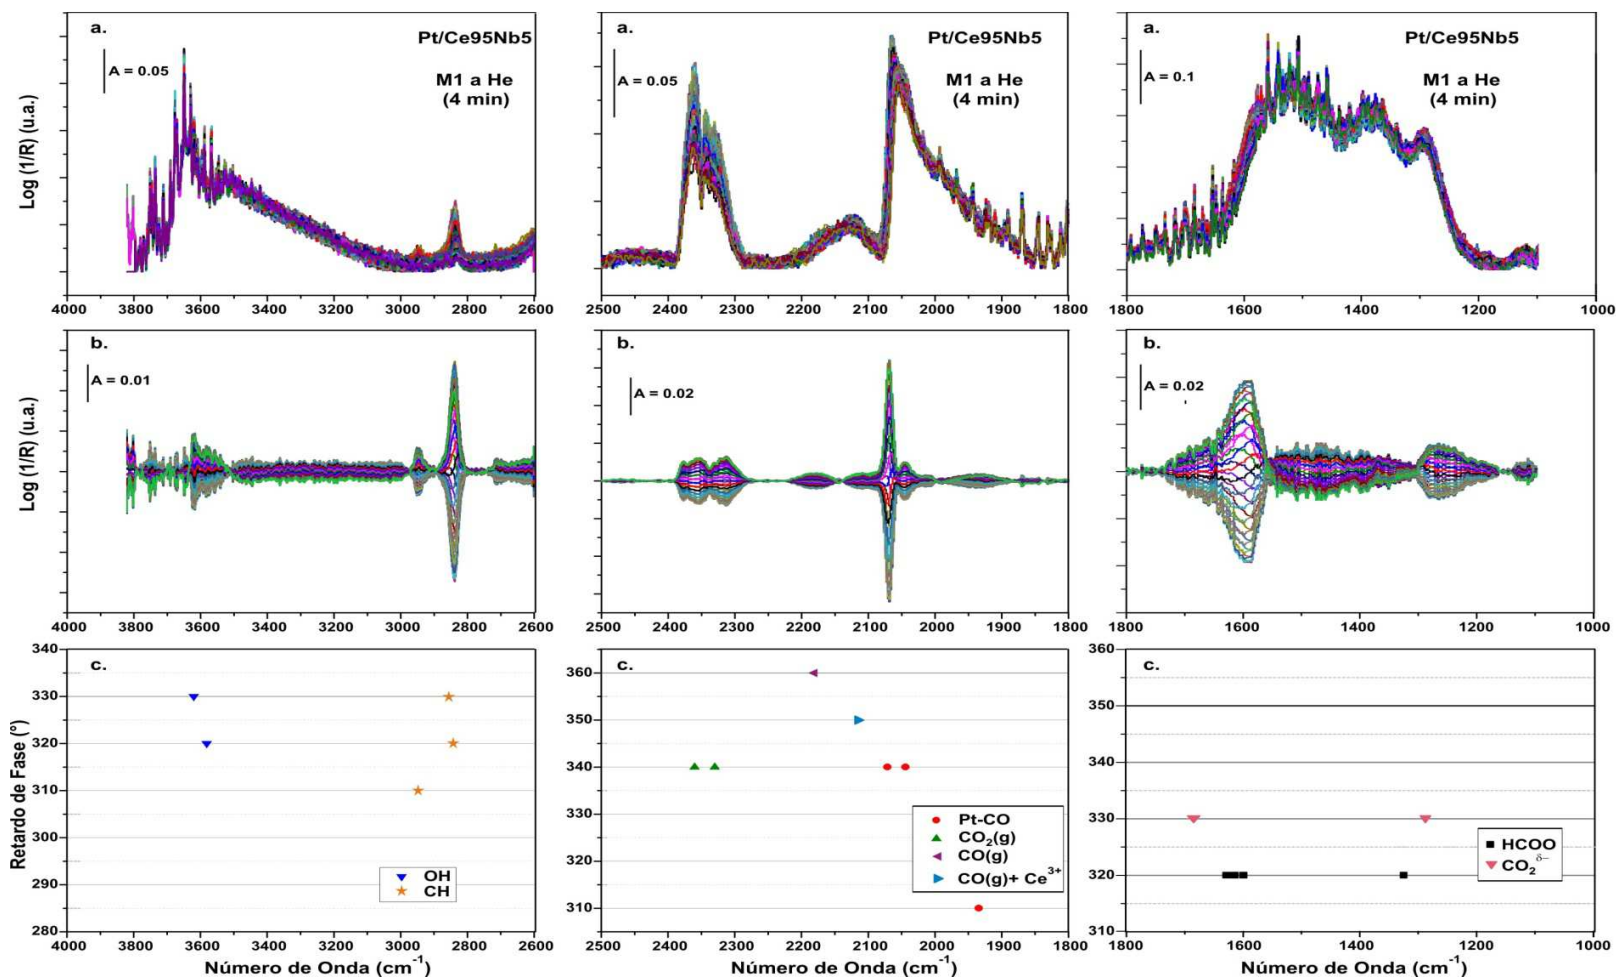 a.
Pt/Ce95Nb5
A = 0.05
M1 a He
(4 min)
Log (1/R) (u.a.)
4000 3800 3600 3400 3200 3000 2800 2600
a.
Pt/Ce95Nb5
A = 0.05
M1 a He
(4 min)
2500 2400 2300 2200 2100 2000 1900 1800
a.
Pt/Ce95Nb5
A = 0.1
M1 a He
(4 min)
1800 1600 1400 1200 1000
b.
A = 0.01
Log (1/R) (u.a.)
4000 3800 3600 3400 3200 3000 2800 2600
b.
A = 0.02
2500 2400 2300 2200 2100 2000 1900 1800
b.
A = 0.02
1800 1600 1400 1200 1000
c.
340
330
320
310
300
290
280
Retardo de Fase (°)
OH
CH
4000 3800 3600 3400 3200 3000 2800 2600
Número de Onda (cm⁻¹)
c.
360
350
340
330
320
310
Pt-CO
CO₂(g)
CO(g)
CO(g)+ Ce³⁺
2500 2400 2300 2200 2100 2000 1900 1800
Número de Onda (cm⁻¹)
c.
360
350
340
330
320
310
HCOO
CO₂^δ−
1800 1600 1400 1200 1000
Número de Onda (cm⁻¹)